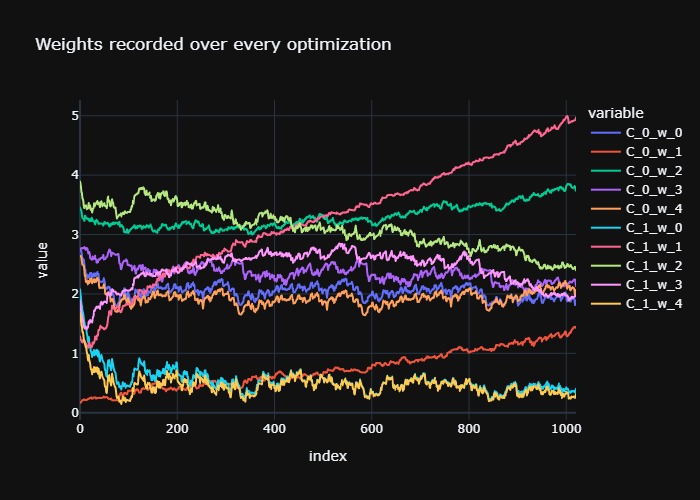 Weights recorded over every optimization
variable
C_0_w_0
C_0_w_1
C_0_w_2
C_0_w_3
C_0_w_4
C_1_w_0
C_1_w_1
C_1_w_2
C_1_w_3
C_1_w_4
value
5
4
3
2
1
0
0 200 400 600 800 1000
index